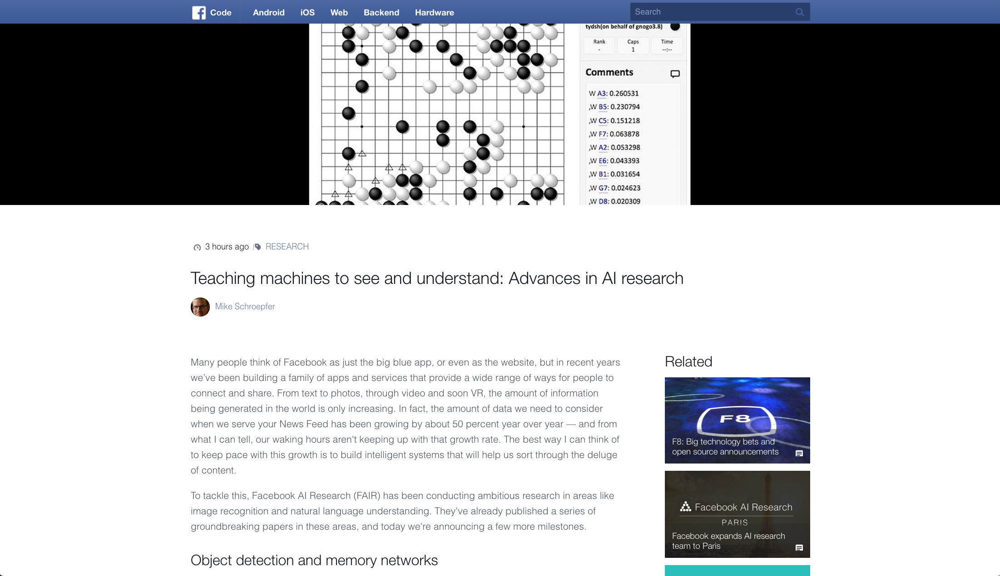 Code
Android iOS Web Backend Hardware
Search
tydsh(on behalf of gnogo3.8)
Rank Caps Time
- 1 --:--
Comments
W A3: 0.260531
,W B5: 0.230794
,W C5: 0.151218
,W F7: 0.063878
,W A2: 0.053298
,W E6: 0.043393
,W B1: 0.031654
,W G7: 0.024623
,W D8: 0.020309
3 hours ago | RESEARCH
Teaching machines to see and understand: Advances in AI research
Mike Schroepfer
Many people think of Facebook as just the big blue app, or even as the website, but in recent years
we’ve been building a family of apps and services that provide a wide range of ways for people to
connect and share. From text to photos, through video and soon VR, the amount of information
being generated in the world is only increasing. In fact, the amount of data we need to consider
when we serve your News Feed has been growing by about 50 percent year over year — and from
what I can tell, our waking hours aren't keeping up with that growth rate. The best way I can think of
to keep pace with this growth is to build intelligent systems that will help us sort through the deluge
of content.
To tackle this, Facebook AI Research (FAIR) has been conducting ambitious research in areas like
image recognition and natural language understanding. They've already published a series of
groundbreaking papers in these areas, and today we're announcing a few more milestones.
Object detection and memory networks
Related
F8
F8: Big technology bets and
open source announcements
Facebook AI Research
PARIS
Facebook expands AI research
team to Paris